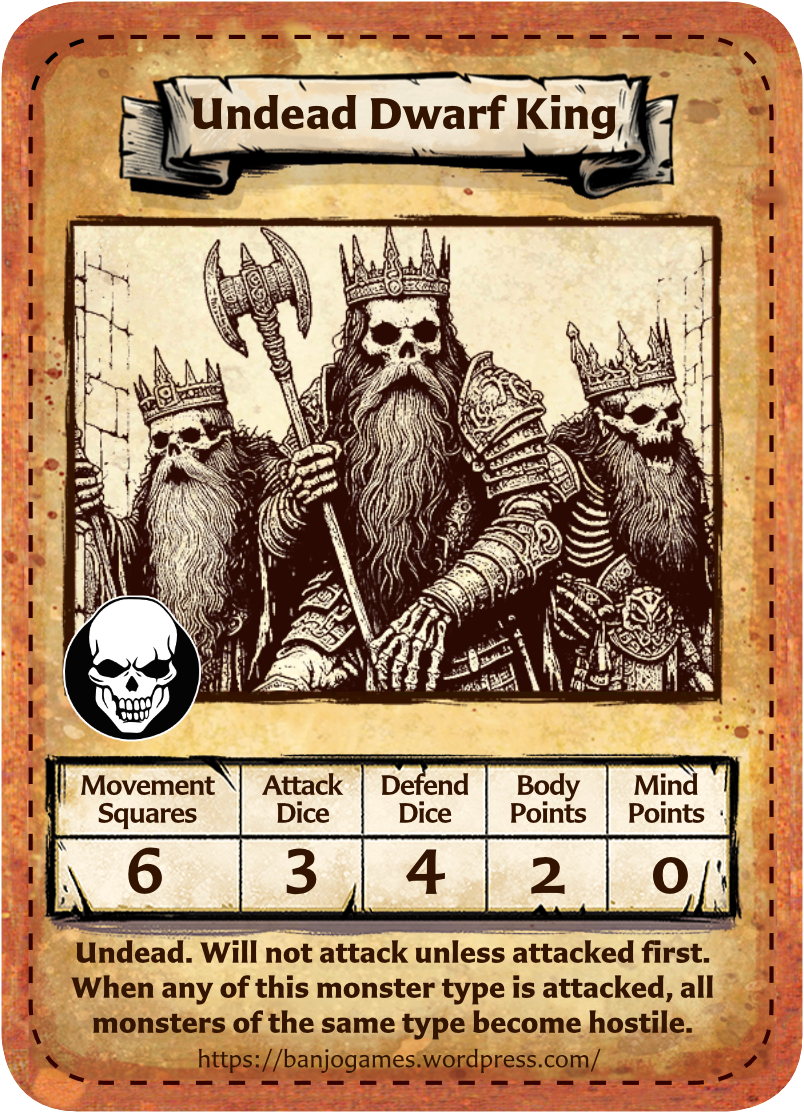 Undead Dwarf King
Movement Squares
Attack Dice
Defend Dice
Body Points
Mind Points
6 3 4 2 0
Undead. Will not attack unless attacked first.
When any of this monster type is attacked, all
monsters of the same type become hostile.
https://banjogames.wordpress.com/